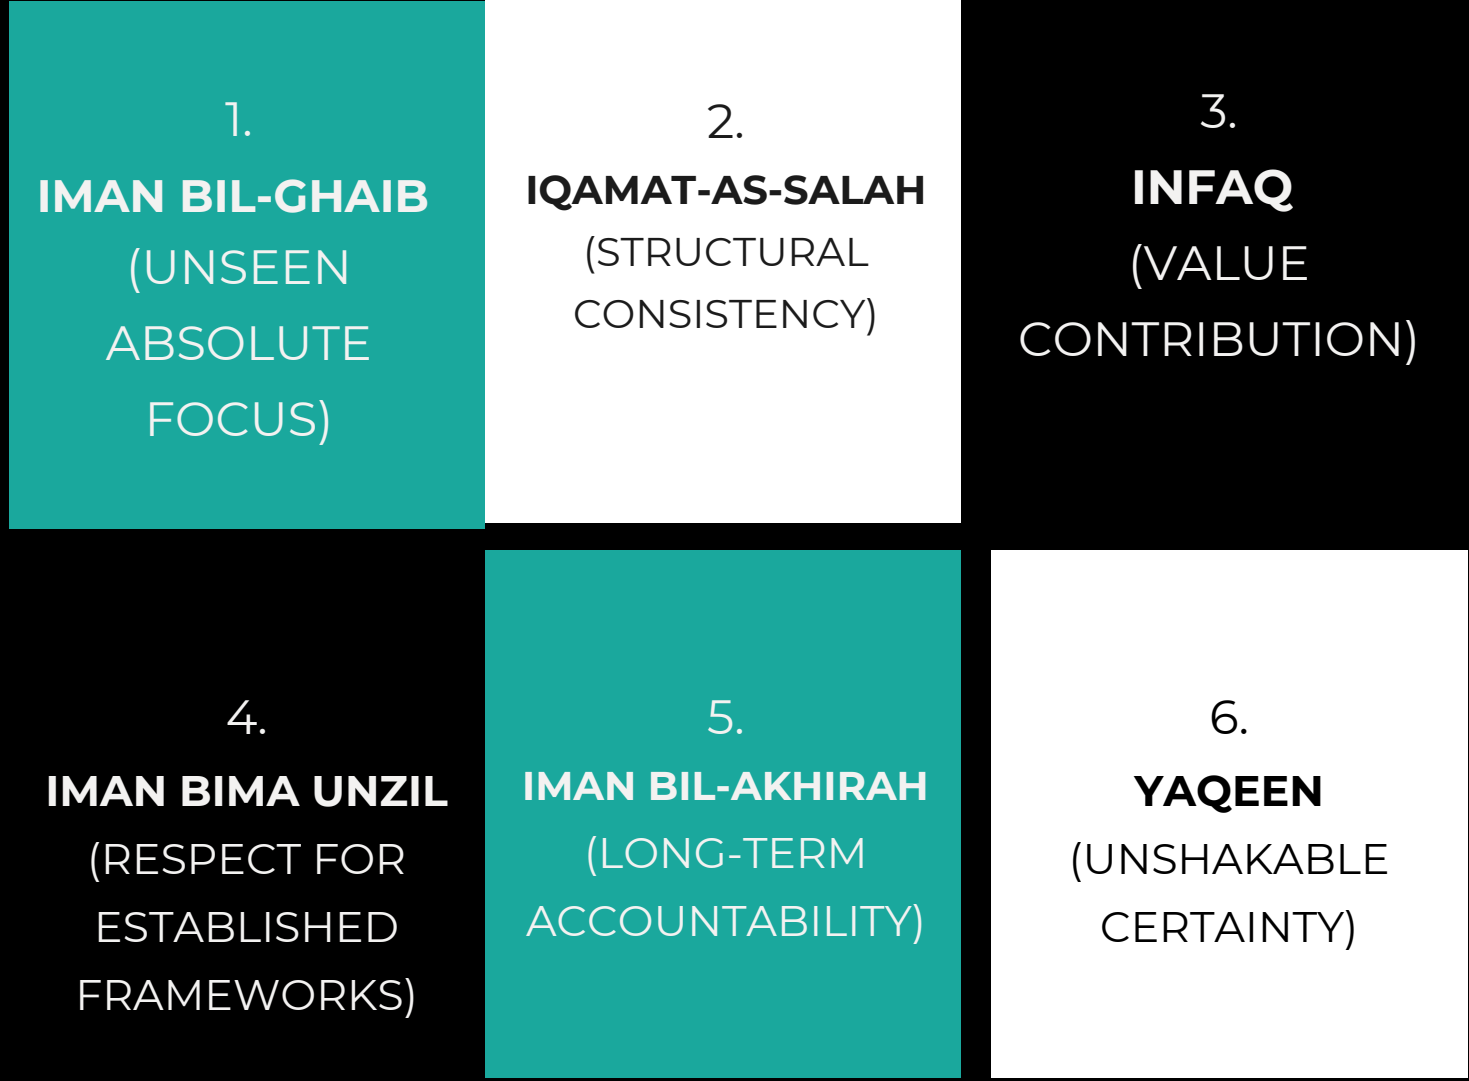 1.
IMAN BIL-GHAIB
(UNSEEN
ABSOLUTE
FOCUS)
2.
IQAMAT-AS-SALAH
(STRUCTURAL
CONSISTENCY)
3.
INFAQ
(VALUE
CONTRIBUTION)
4.
IMAN BIMA UNZIL
(RESPECT FOR
ESTABLISHED
FRAMEWORKS)
5.
IMAN BIL-AKHIRAH
(LONG-TERM
ACCOUNTABILITY)
6.
YAQEEN
(UNSHAKABLE
CERTAINTY)